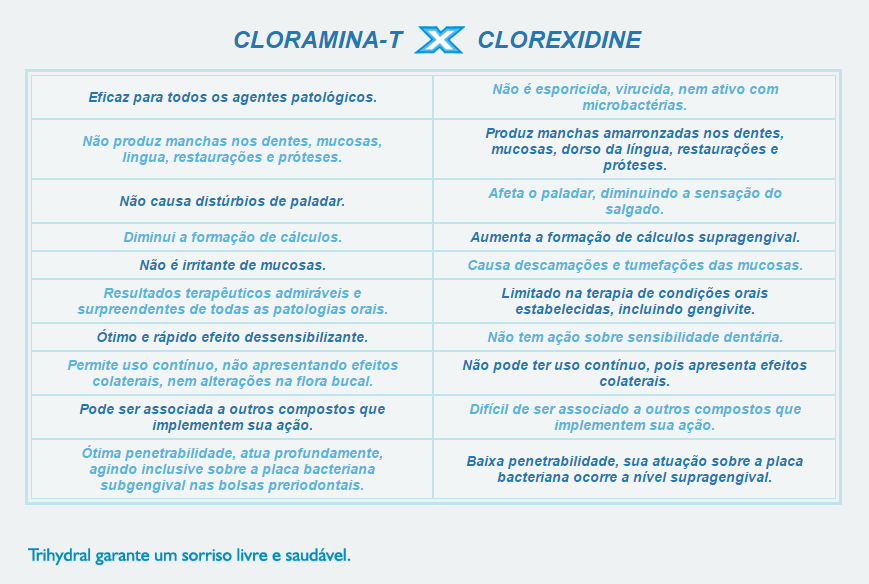 CLORAMINA-T X CLOREXIDINE
Eficaz para todos os agentes patológicos.
Não é esporicida, virucida, nem ativo com
microbactérias.
Não produz manchas nos dentes, mucosas,
lingua, restaurações e próteses.
Produz manchas amarronzadas nos dentes,
mucosas, dorso da língua, restaurações e
próteses.
Não causa distúrbios de paladar.
Afeta o paladar, diminuindo a sensação do
salgado.
Diminui a formação de cálculos.
Aumenta a formação de cálculos supragengival.
Não é irritante de mucosas.
Causa descamações e tumefações das mucosas.
Resultados terapêuticos admiráveis e
surpreendentes de todas as patologias orais.
Limitado na terapia de condições orais
estabelecidas, incluindo gengivite.
Ótimo e rápido efeito dessensibilizante.
Não tem ação sobre sensibilidade dentária.
Permite uso contínuo, não apresentando efeitos
colaterais, nem alterações na flora bucal.
Não pode ter uso contínuo, pois apresenta efeitos
colaterais.
Pode ser associada a outros compostos que
implementem sua ação.
Difícil de ser associado a outros compostos que
implementem sua ação.
Ótima penetrabilidade, atua profundamente,
agindo inclusive sobre a placa bacteriana
subgengival nas bolsas preriodontais.
Baixa penetrabilidade, sua atuação sobre a placa
bacteriana ocorre a nível supragengival.
Trihydral garante um sorriso livre e saudável.